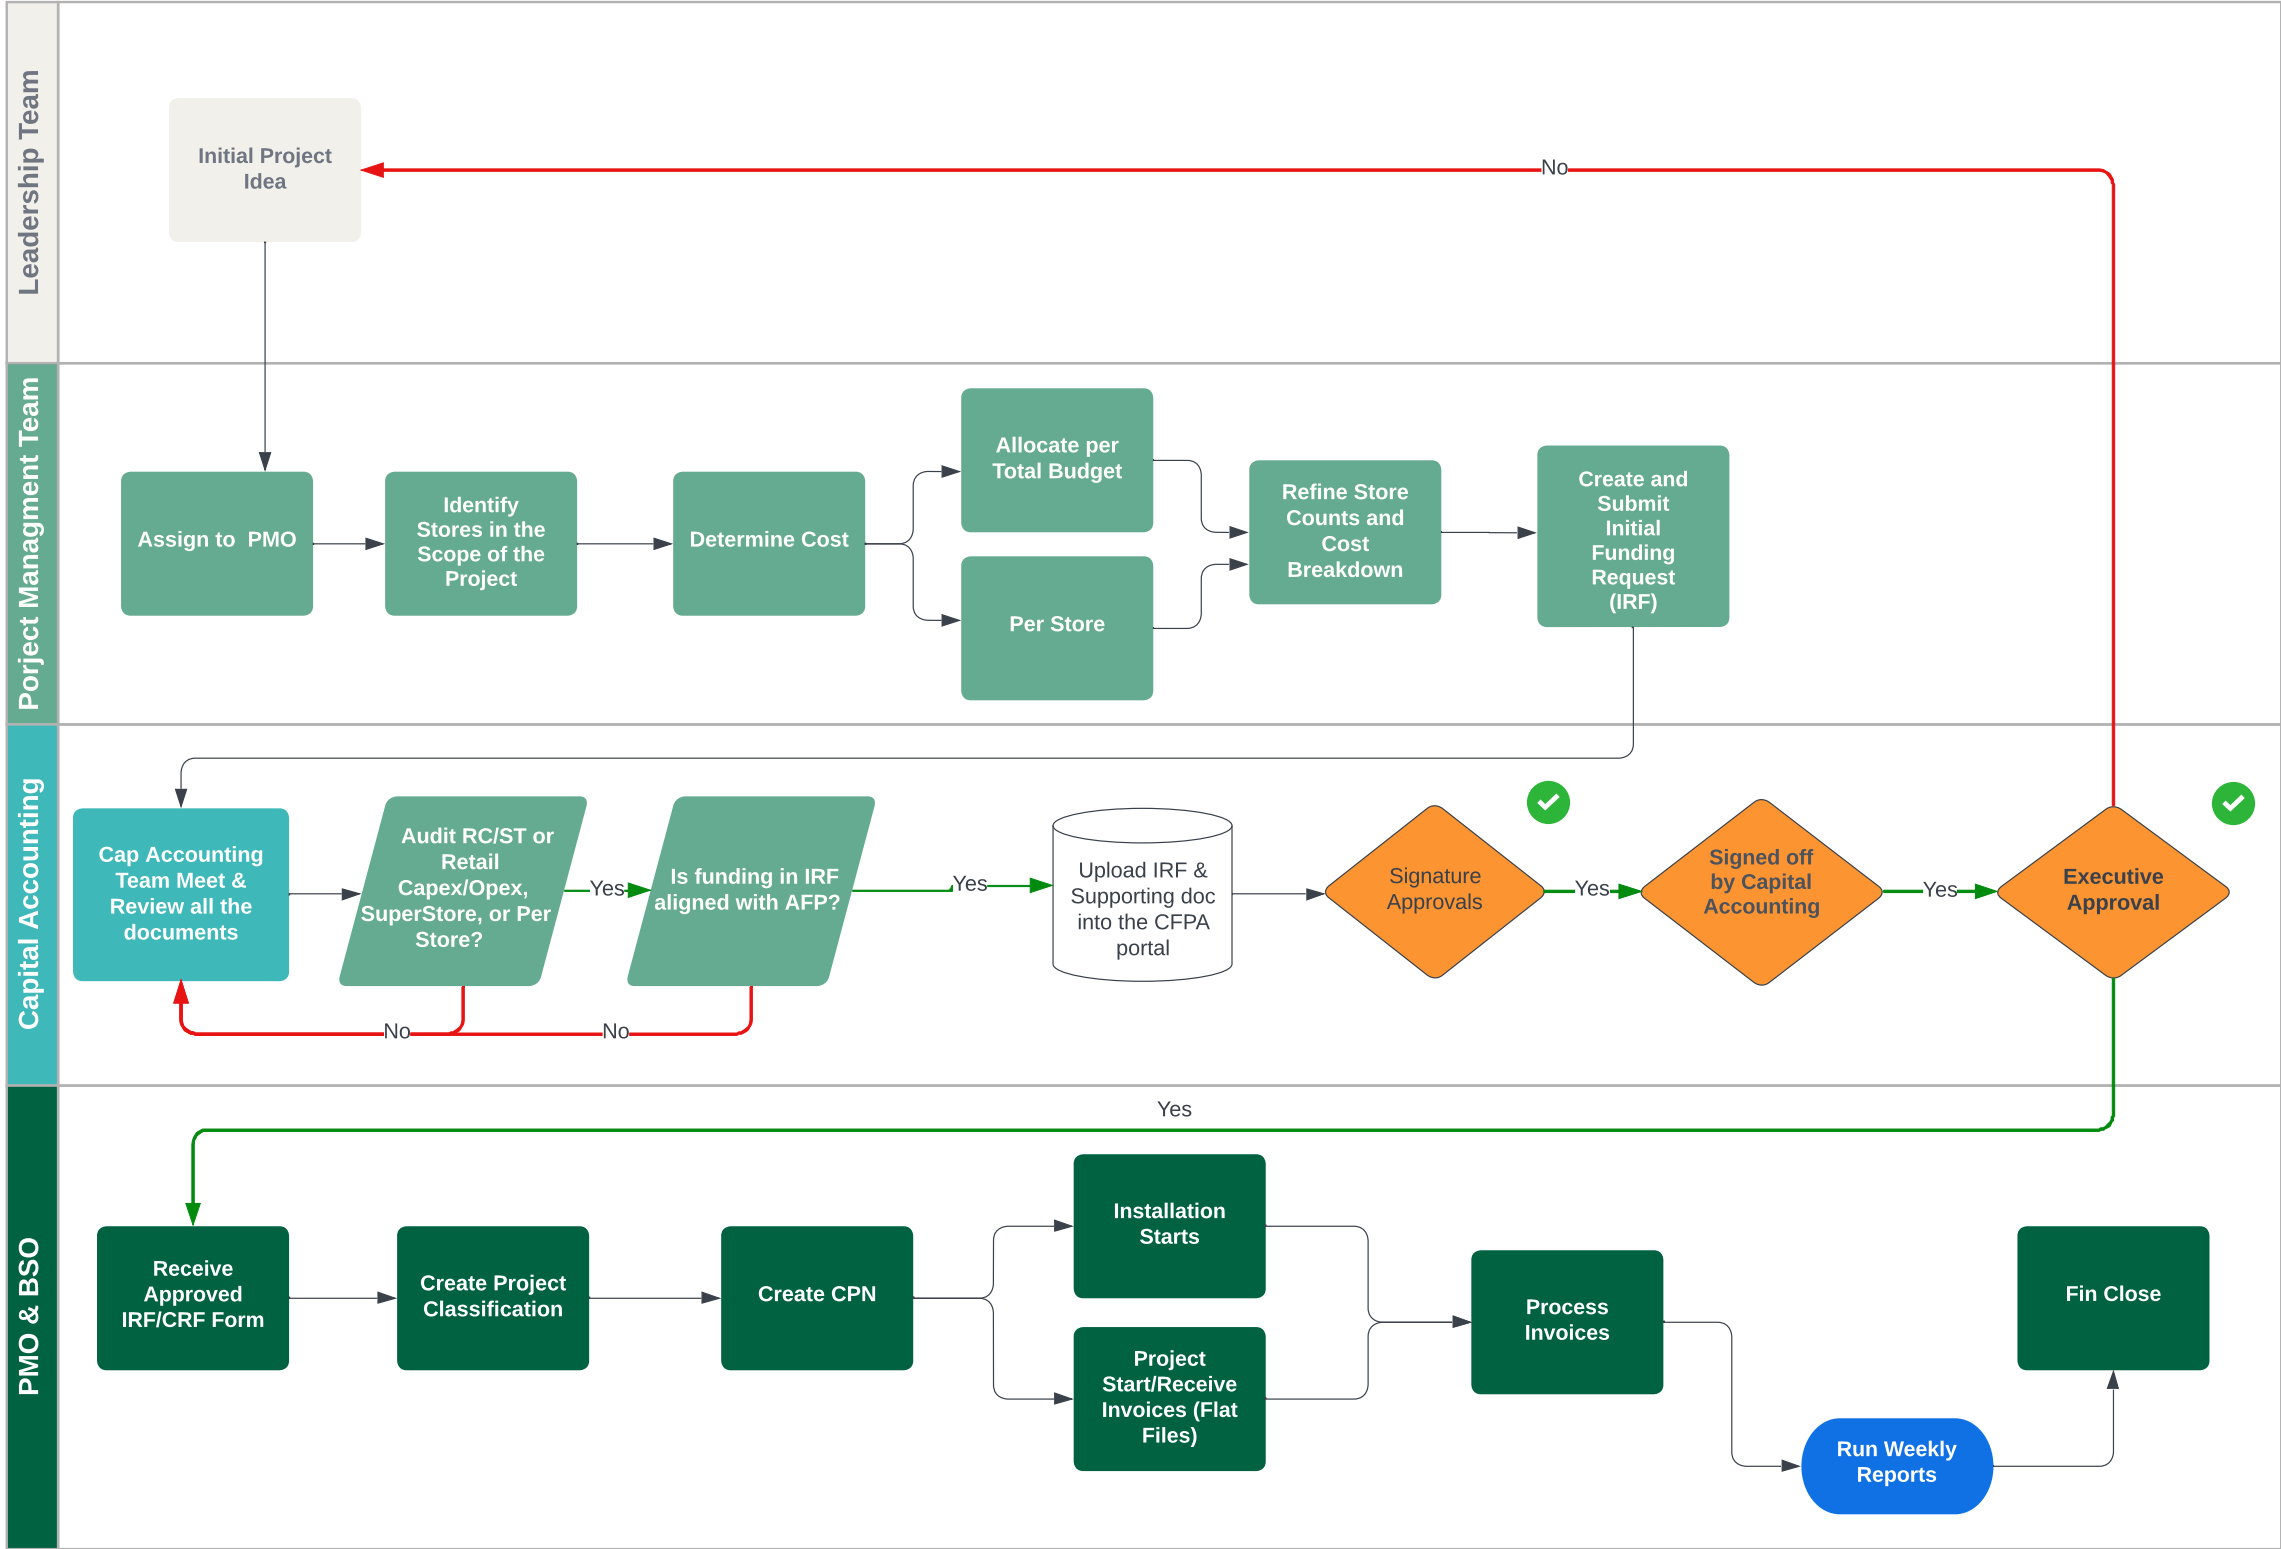 Leadership Team
Initial Project
Idea
No
Porject Managment Team
Assign to  PMO
Identify
Stores in the
Scope of the
Project
Determine Cost
Allocate per
Total Budget
Per Store
Refine Store
Counts and
Cost
Breakdown
Create and
Submit
Initial
Funding
Request
(IRF)
Capital Accounting
Cap Accounting
Team Meet &
Review all the
documents
Audit RC/ST or
Retail
Capex/Opex,
SuperStore, or Per
Store?
Yes
No
Is funding in IRF
aligned with AFP?
Yes
No
Upload IRF &
Supporting doc
into the CFPA
portal
Signature
Approvals
Yes
Signed off
by Capital
Accounting
Yes
Executive
Approval
PMO & BSO
Yes
Receive
Approved
IRF/CRF Form
Create Project
Classification
Create CPN
Installation
Starts
Project
Start/Receive
Invoices (Flat
Files)
Process
Invoices
Run Weekly
Reports
Fin Close